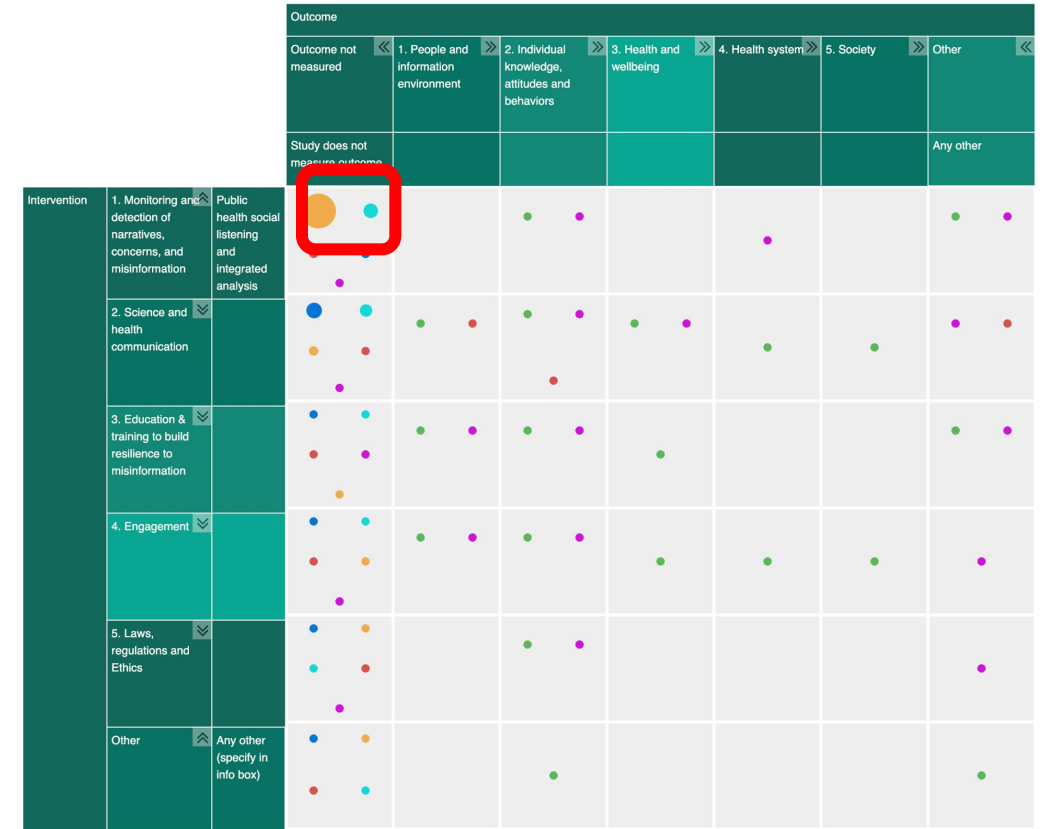 Outcome
Outcome not
measured
1. People and
information
environment
2. Individual
knowledge,
attitudes and
behaviors
3. Health and
wellbeing
4. Health system
5. Society
Other
Study does not
measure outcome
Any other
Intervention
1. Monitoring and
detection of
narratives,
concerns, and
misinformation
Public
health social
listening
and
integrated
analysis
2. Science and
health
communication
3. Education &
training to build
resilience to
misinformation
4. Engagement
5. Laws,
regulations and
Ethics
Other
Any other
(specify in
info box)